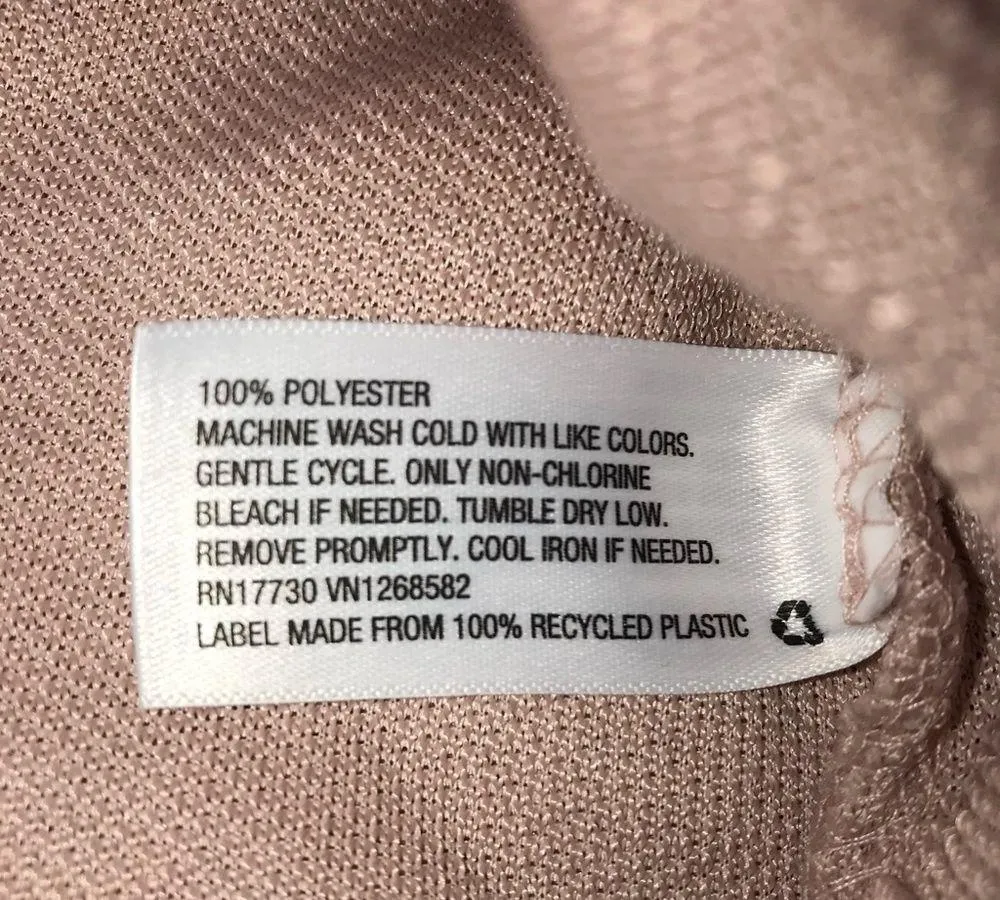 100% POLYESTER
MACHINE WASH COLD WITH LIKE COLORS.
GENTLE CYCLE. ONLY NON-CHLORINE
BLEACH IF NEEDED. TUMBLE DRY LOW.
REMOVE PROMPTLY. COOL IRON IF NEEDED.
RN17730 VN1268582
LABEL MADE FROM 100% RECYCLED PLASTIC